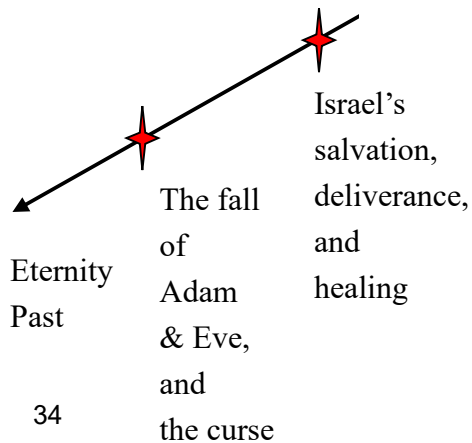 Israel’s
salvation,
deliverance,
and
healing
The fall
of
Adam
& Eve,
and
the curse
Eternity
Past
34